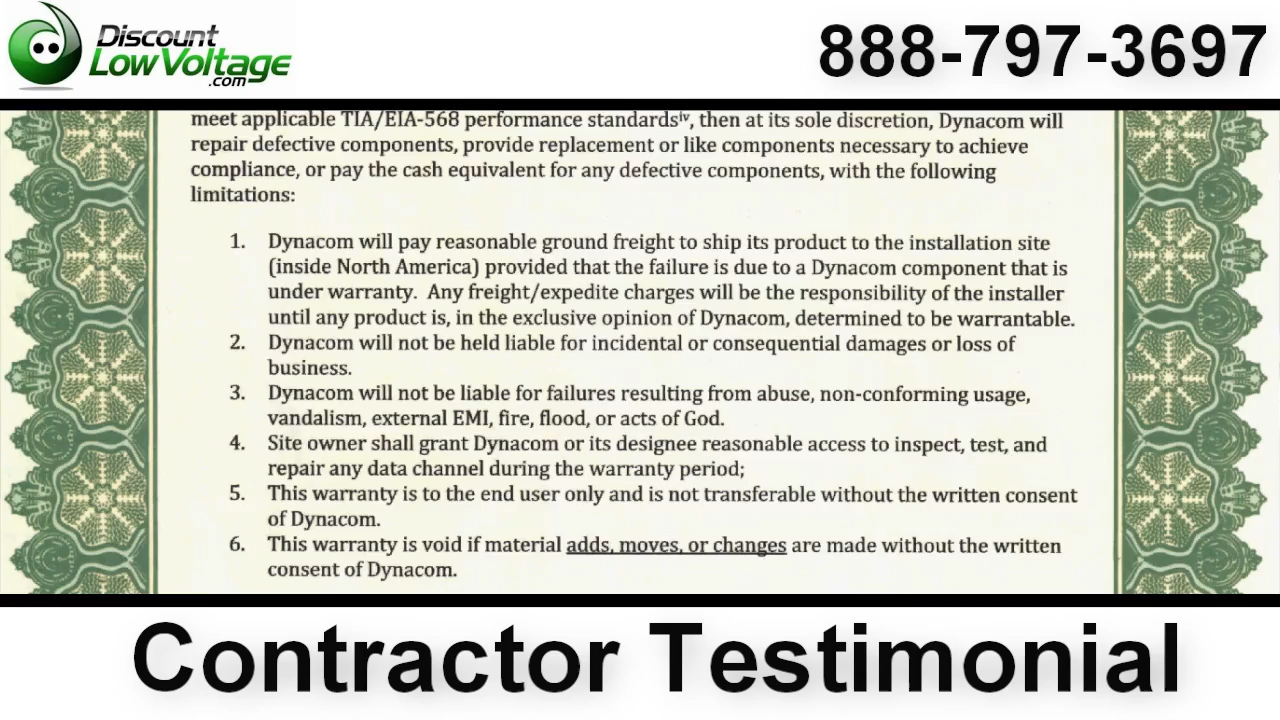 Discount
LowVoltage
.com
888-797-3697
meet applicable TIA/EIA-568 performance standardsⁱᵛ, then at its sole discretion, Dynacom will
repair defective components, provide replacement or like components necessary to achieve
compliance, or pay the cash equivalent for any defective components, with the following
limitations:
1. Dynacom will pay reasonable ground freight to ship its product to the installation site
(inside North America) provided that the failure is due to a Dynacom component that is
under warranty. Any freight/expedite charges will be the responsibility of the installer
until any product is, in the exclusive opinion of Dynacom, determined to be warrantable.
2. Dynacom will not be held liable for incidental or consequential damages or loss of
business.
3. Dynacom will not be liable for failures resulting from abuse, non-conforming usage,
vandalism, external EMI, fire, flood, or acts of God.
4. Site owner shall grant Dynacom or its designee reasonable access to inspect, test, and
repair any data channel during the warranty period;
5. This warranty is to the end user only and is not transferable without the written consent
of Dynacom.
6. This warranty is void if material adds, moves, or changes are made without the written
consent of Dynacom.
Contractor Testimonial